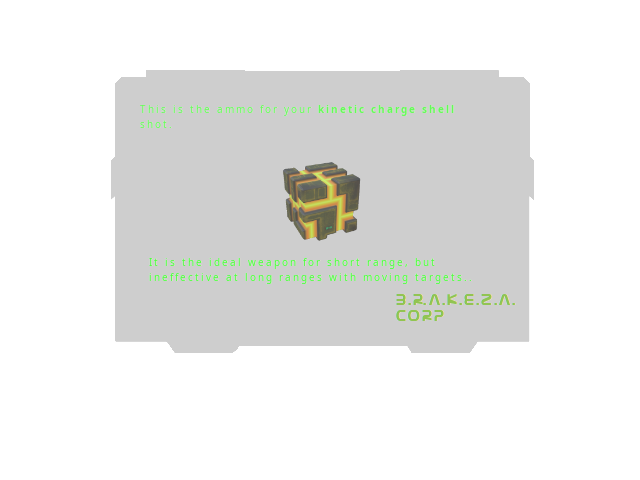 This is the ammo for your kinetic charge shell
shot.
It is the ideal weapon for short range, but
ineffective at long ranges with moving targets.
B.R.A.K.E.Z.A.
CORP